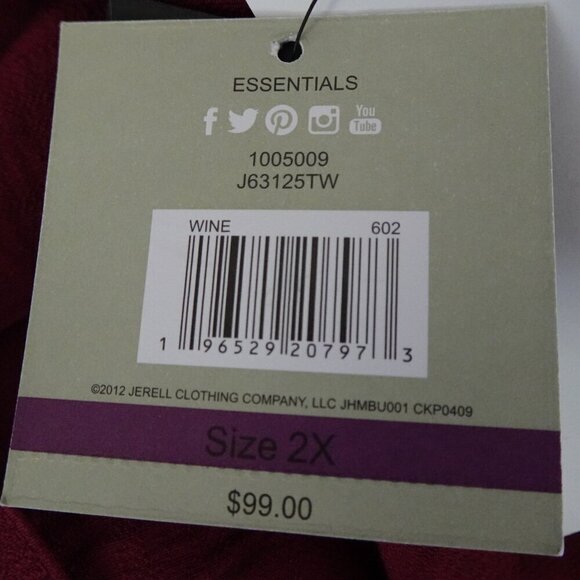 ESSENTIALS
f You Tube
1005009
J63125TW
WINE 602
1 96529 20797 3
©2012 JERELL CLOTHING COMPANY, LLC JHMBU001 CKP0409
Size 2X
$99.00